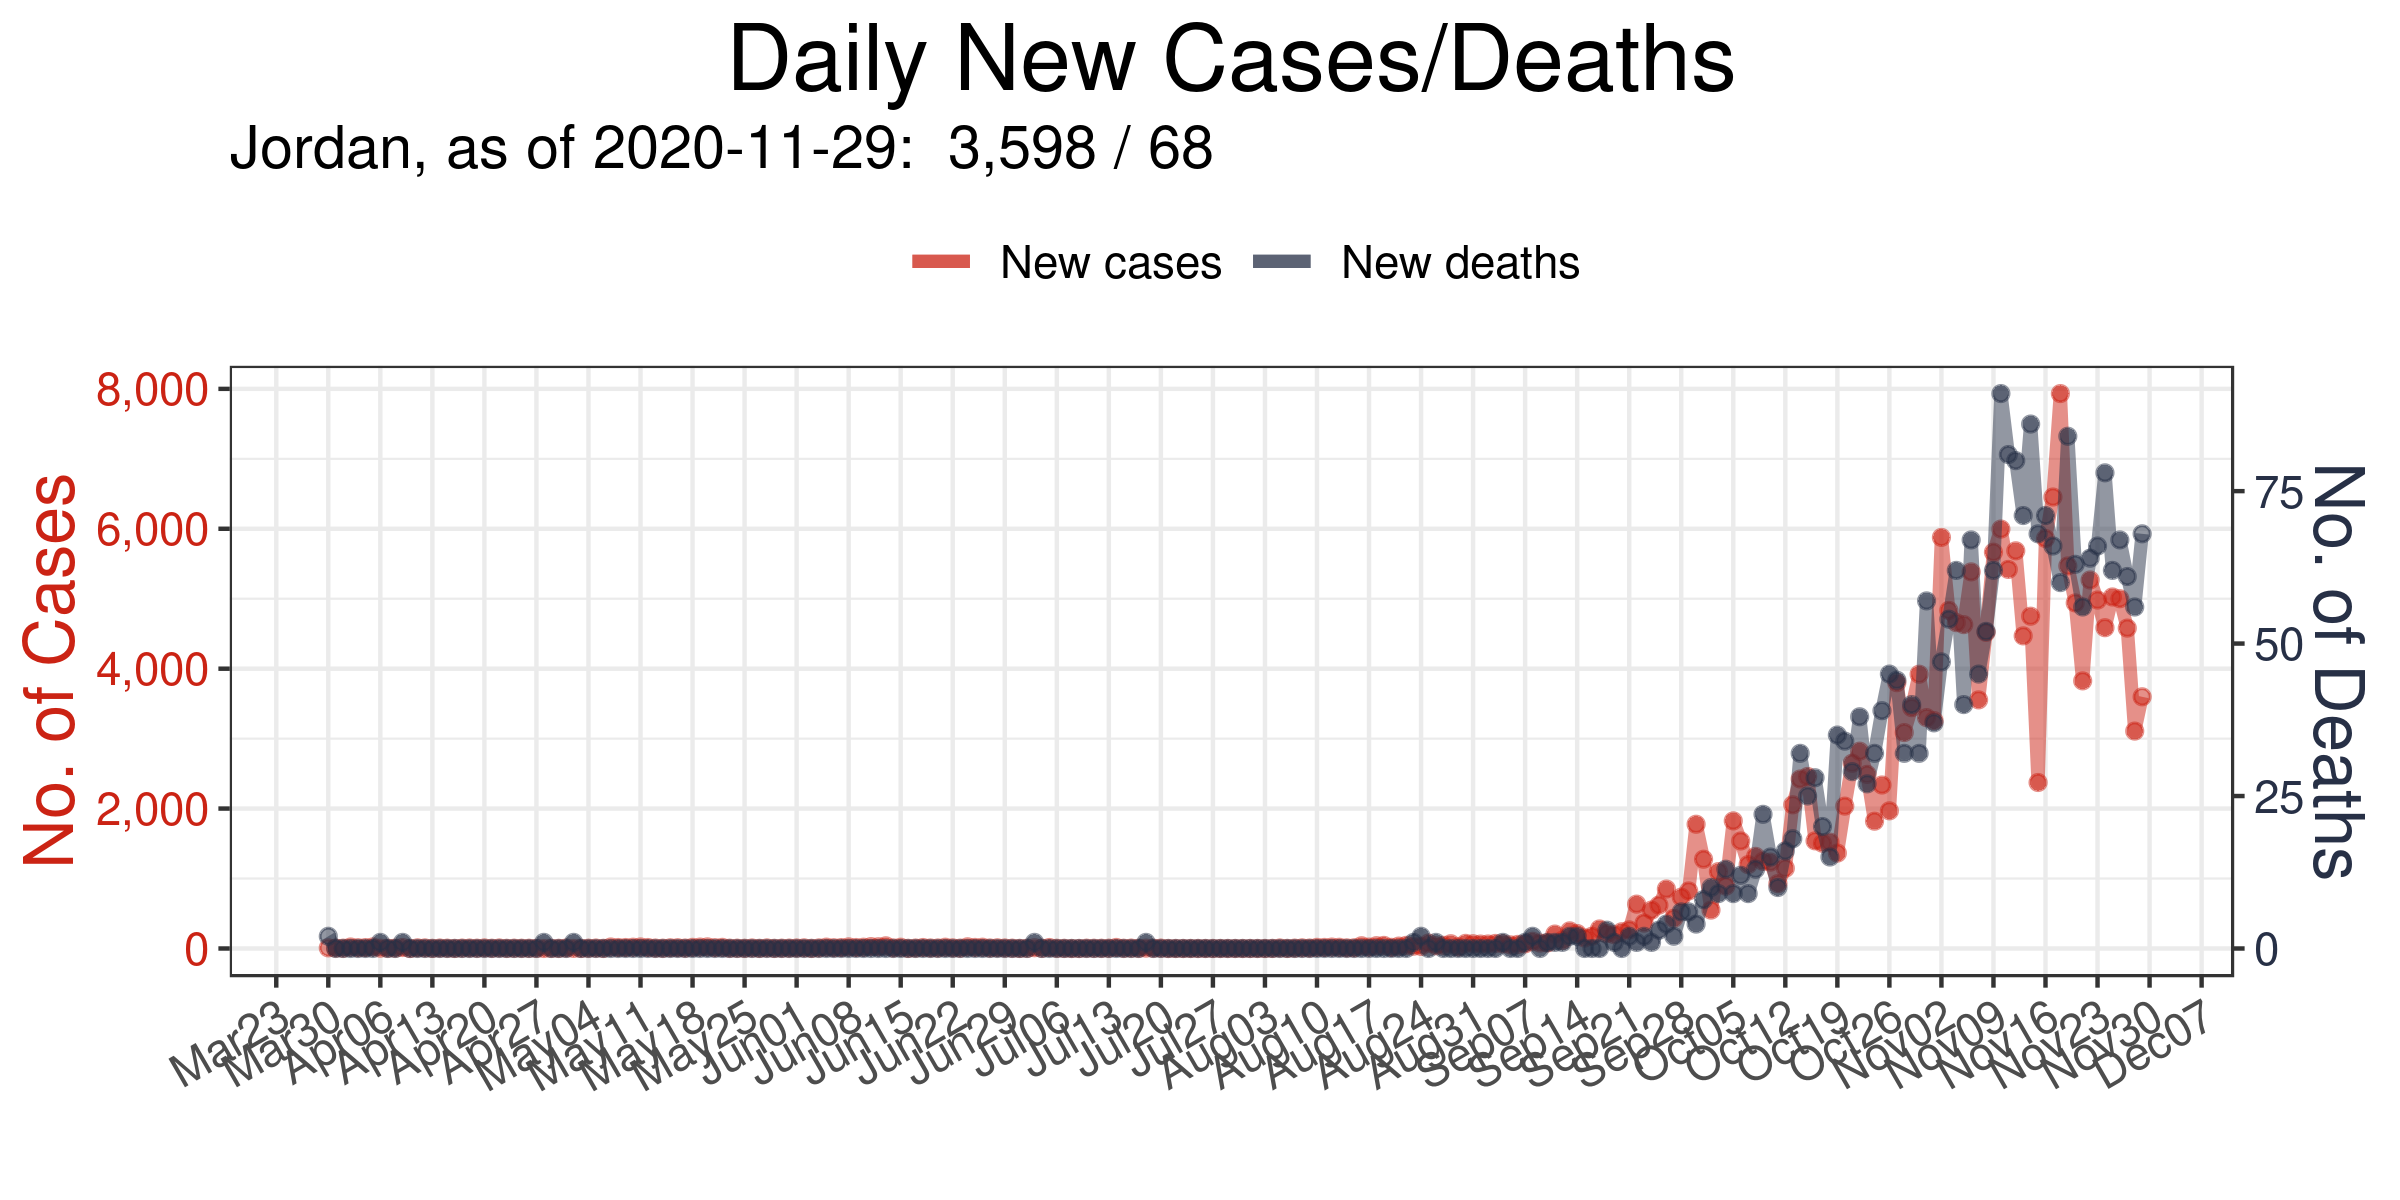 Daily New Cases/Deaths
Jordan, as of 2020-11-29:  3,598 / 68
New cases New deaths
No. of Cases
8,000
6,000
4,000
2,000
0
75
50
25
0
No. of Deaths
Mar23 Mar30 Apr06 Apr13 Apr20 Apr27 May04 May11 May18 May25 Jun01 Jun08 Jun15 Jun22 Jun29 Jul06 Jul13 Jul20 Jul27 Aug03 Aug10 Aug17 Aug24 Aug31 Sep07 Sep14 Sep21 Sep28 Oct05 Oct12 Oct19 Oct26 Nov02 Nov09 Nov16 Nov23 Nov30 Dec07